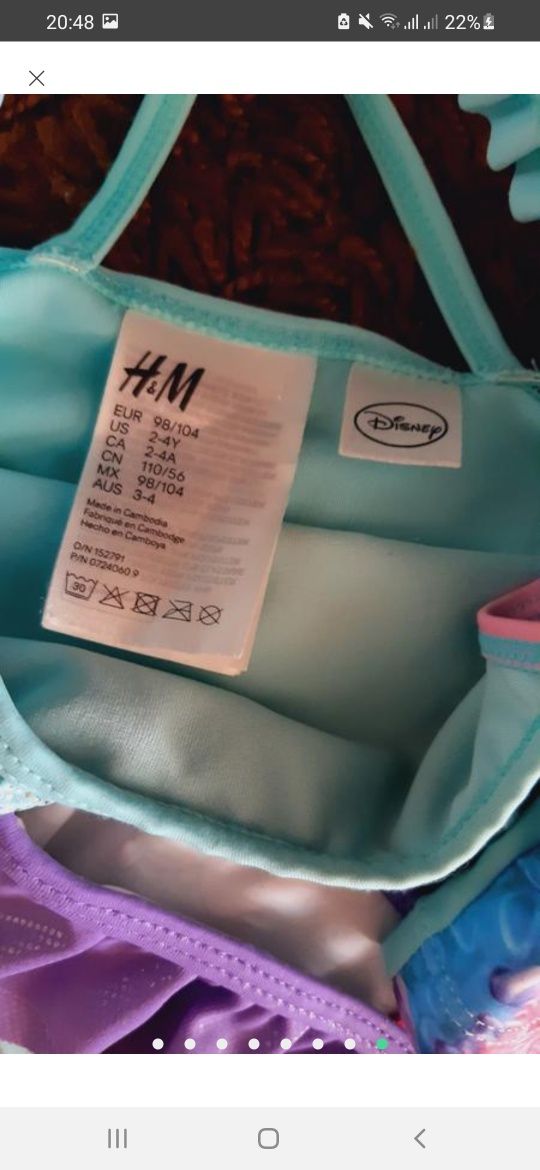 20:48
22%
H&M
EUR 98/104
US 2-4Y
CA 2-4A
CN 110/56
MX 98/104
AUS 3-4
Made in Cambodia
Fabriqué en Cambodge
Hecho en Camboya
O/N 152791
P/N 0724060 9
30
Disney